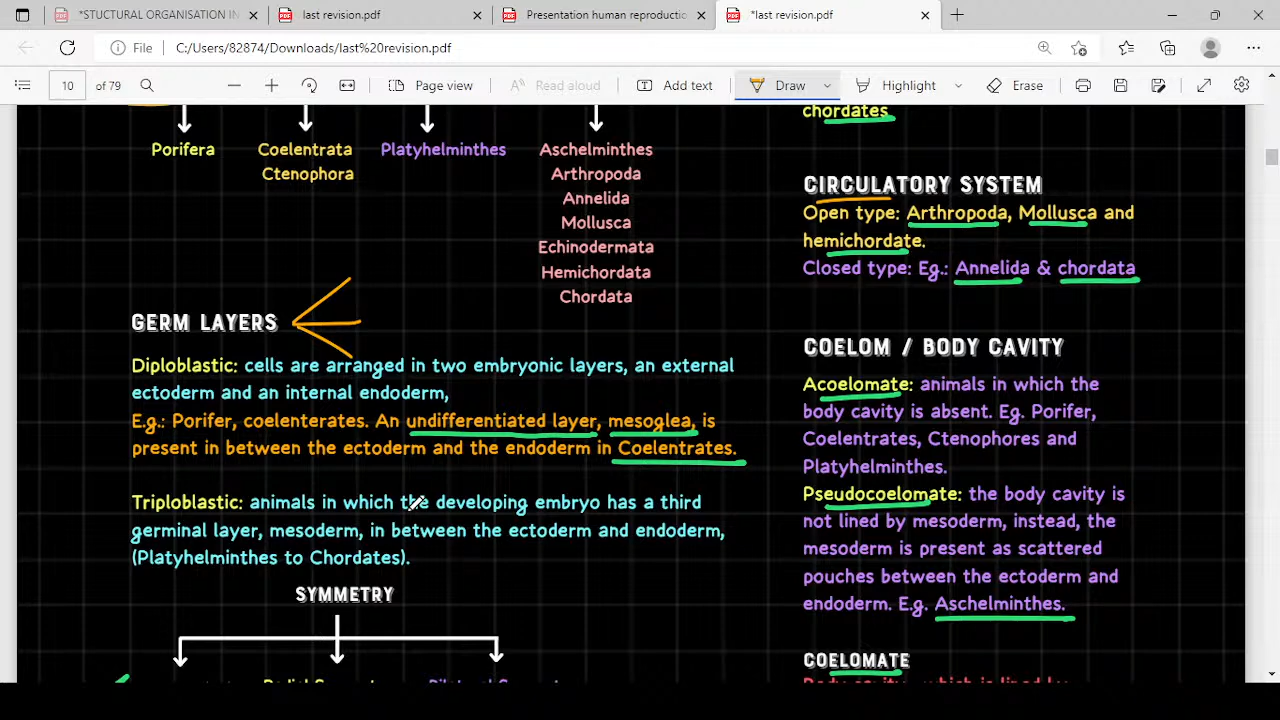 *STUCTURAL ORGANISATION IN
last revision.pdf
Presentation human reproductio
*last revision.pdf
File
C:/Users/82874/Downloads/last%20revision.pdf
10
of 79
Page view
Read aloud
Add text
Draw
Highlight
Erase
Porifera
Coelentrata
Ctenophora
Platyhelminthes
Aschelminthes
Arthropoda
Annelida
Mollusca
Echinodermata
Hemichordata
Chordata
GERM LAYERS
Diploblastic: cells are arranged in two embryonic layers, an external
ectoderm and an internal endoderm,
E.g.: Porifer, coelenterates. An undifferentiated layer, mesoglea, is
present in between the ectoderm and the endoderm in Coelentrates.
Triploblastic: animals in which the developing embryo has a third
germinal layer, mesoderm, in between the ectoderm and endoderm,
(Platyhelminthes to Chordates).
SYMMETRY
chordates
CIRCULATORY SYSTEM
Open type: Arthropoda, Mollusca and
hemichordate.
Closed type: Eg.: Annelida & chordata
COELOM / BODY CAVITY
Acoelomate: animals in which the
body cavity is absent. Eg. Porifer,
Coelentrates, Ctenophores and
Platyhelminthes.
Pseudocoelomate: the body cavity is
not lined by mesoderm, instead, the
mesoderm is present as scattered
pouches between the ectoderm and
endoderm. E.g. Aschelminthes.
COELOMATE